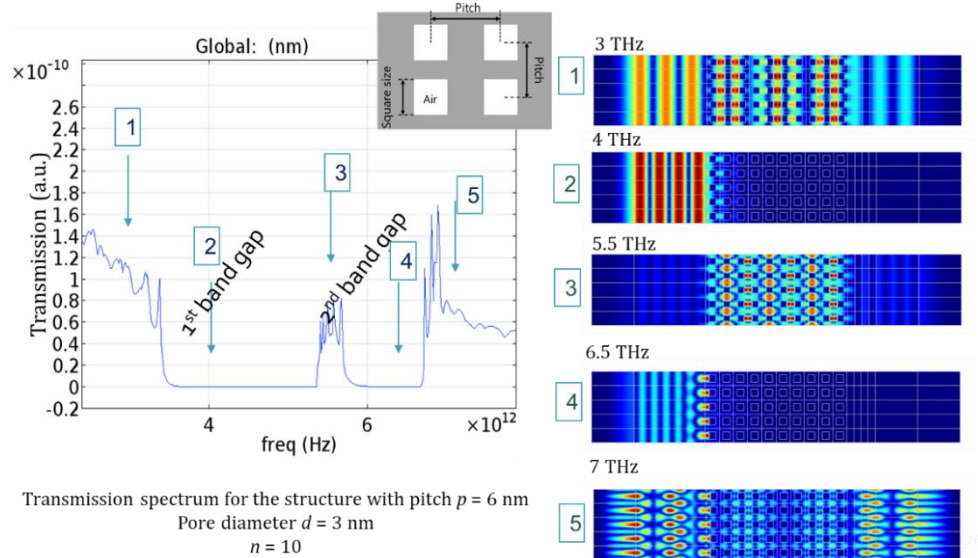 Global: (nm)
×10⁻¹⁰
2.6
2.4
2.2
2
1.8
1.6
1.4
1.2
1
0.8
0.6
0.4
0.2
0
-0.2
Transmission (a.u.)
1
2
3
4
5
1st band gap
2nd band gap
4
6
×10¹²
freq (Hz)
Pitch
Pitch
Square size
Air
Transmission spectrum for the structure with pitch p = 6 nm
Pore diameter d = 3 nm
n = 10
3 THz
1
4 THz
2
5.5 THz
3
6.5 THz
4
7 THz
5